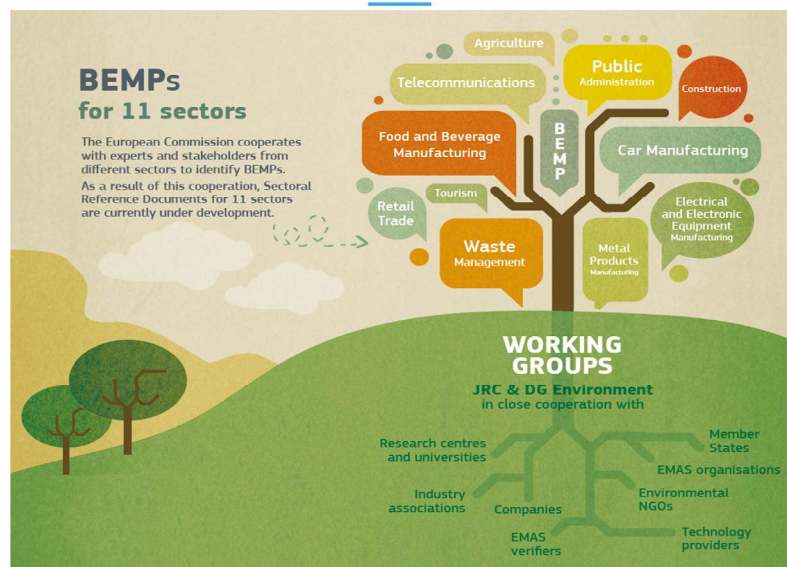 BEMPs
for 11 sectors
The European Commission cooperates
with experts and stakeholders from
different sectors to identify BEMPs.
As a result of this cooperation, Sectoral
Reference Documents for 11 sectors
are currently under development.
Agriculture
Telecommunications
Public
Administration
Construction
Food and Beverage
Manufacturing
BEMP
Car Manufacturing
Retail
Trade
Tourism
Electrical
and Electronic
Equipment
Manufacturing
Waste
Management
Metal
Products
Manufacturing
WORKING
GROUPS
JRC & DG Environment
in close cooperation with
Research centres
and universities
Member
States
EMAS organisations
Industry
associations
Companies
Environmental
NGOs
EMAS
verifiers
Technology
providers